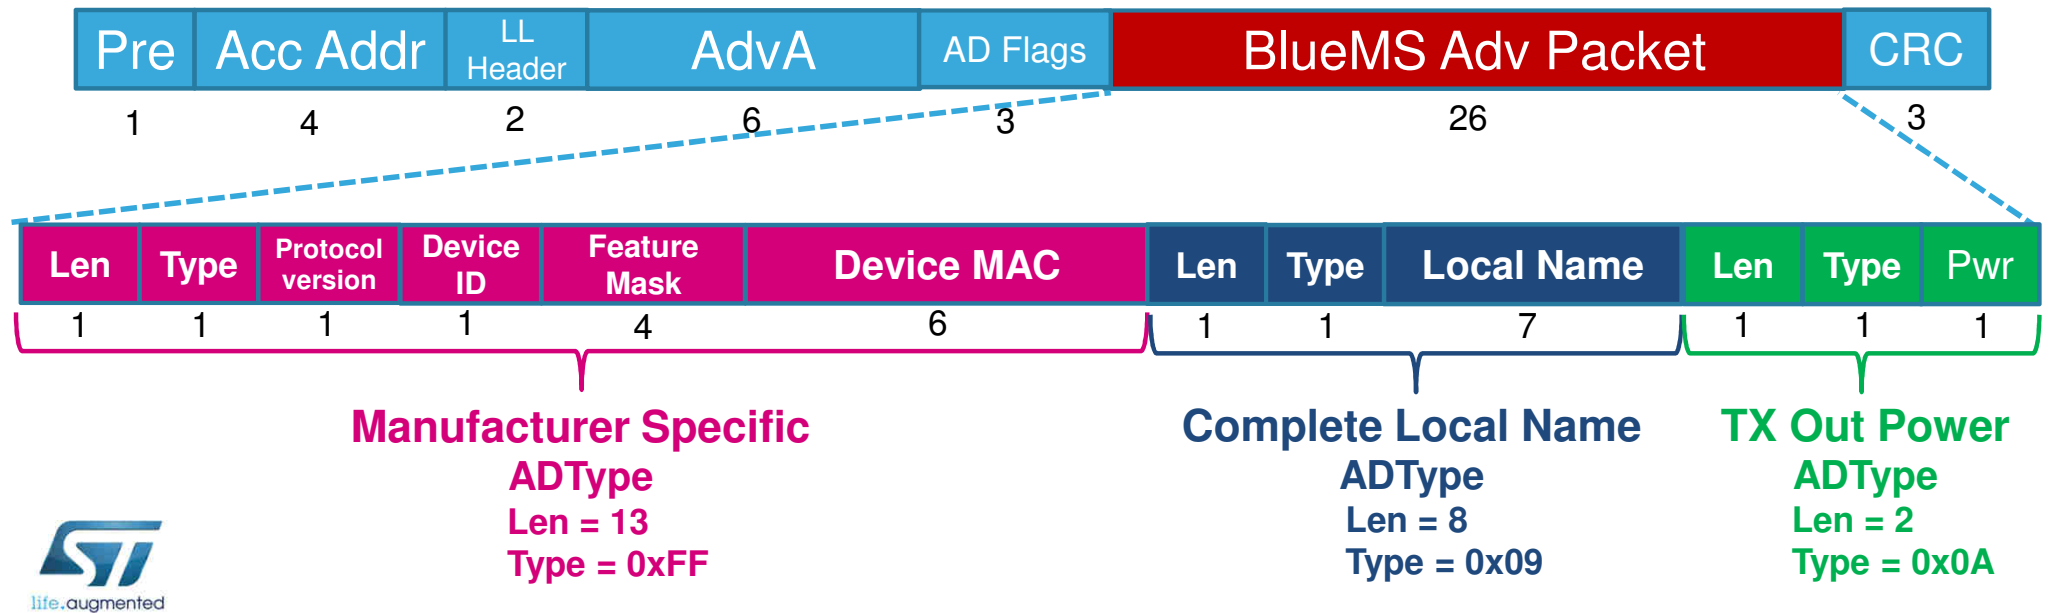 Pre Acc Addr LL Header AdvA AD Flags BlueMS Adv Packet CRC
1 4 2 6 3 26 3
Len Type Protocol version Device ID Feature Mask Device MAC Len Type Local Name Len Type Pwr
1 1 1 1 4 6 1 1 7 1 1 1
Manufacturer Specific
ADType
Len = 13
Type = 0xFF
Complete Local Name
ADType
Len = 8
Type = 0x09
TX Out Power
ADType
Len = 2
Type = 0x0A
ST
life.augmented